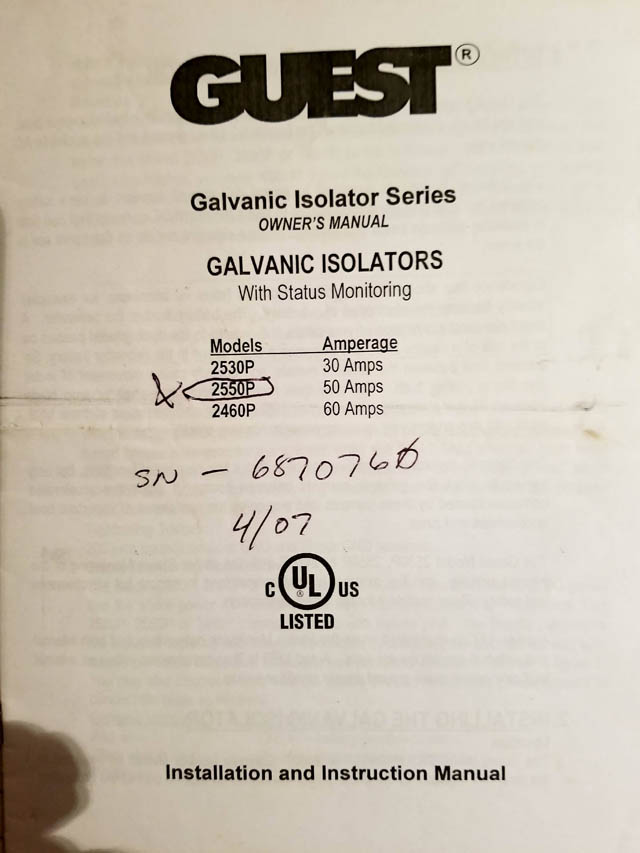 GUEST®
Galvanic Isolator Series
OWNER'S MANUAL
GALVANIC ISOLATORS
With Status Monitoring
Models Amperage
2530P 30 Amps
2550P 50 Amps
2460P 60 Amps
SN - 6870760
4/07
C UL® US
LISTED
Installation and Instruction Manual